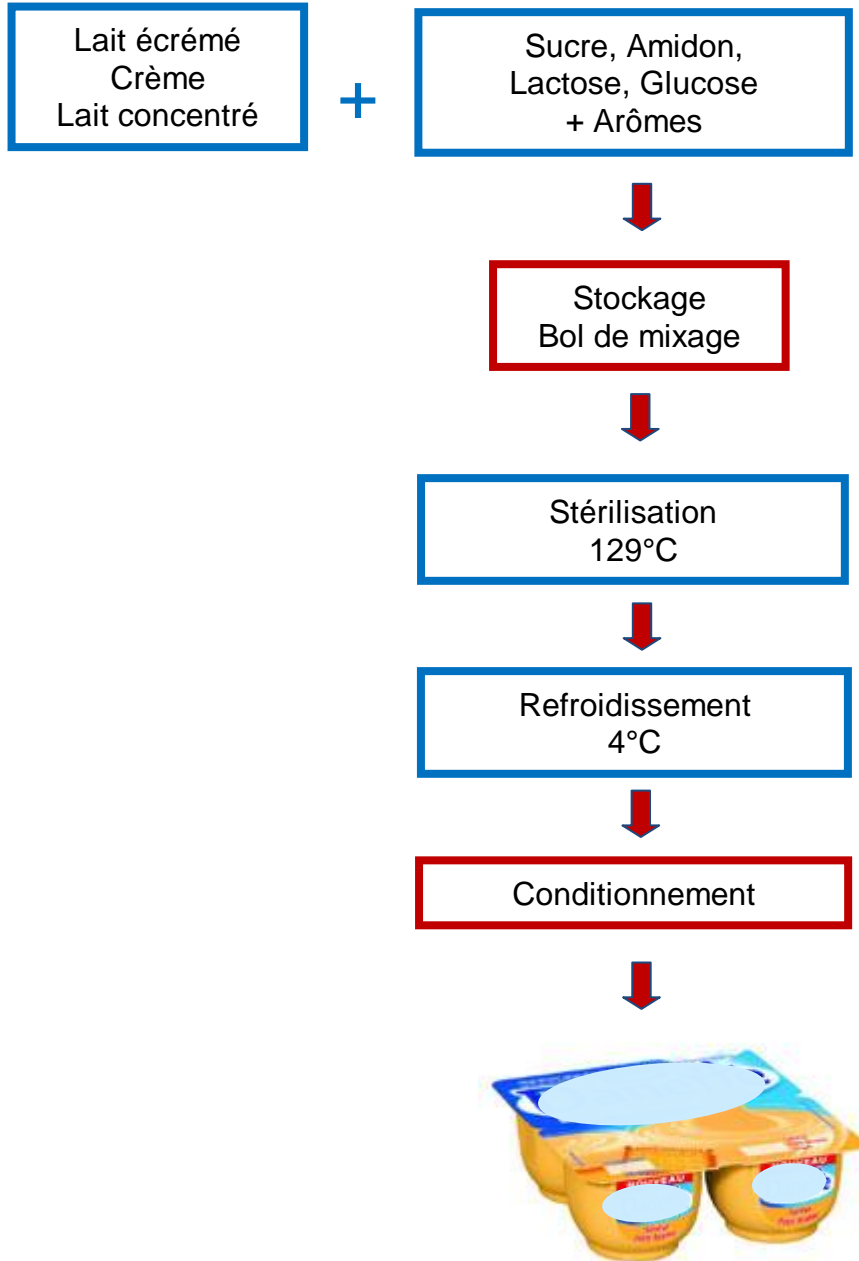 Lait écrémé
Crème
Lait concentré
+
Sucre, Amidon,
Lactose, Glucose
+ Arômes
Stockage
Bol de mixage
Stérilisation
129°C
Refroidissement
4°C
Conditionnement
NOUVEAU